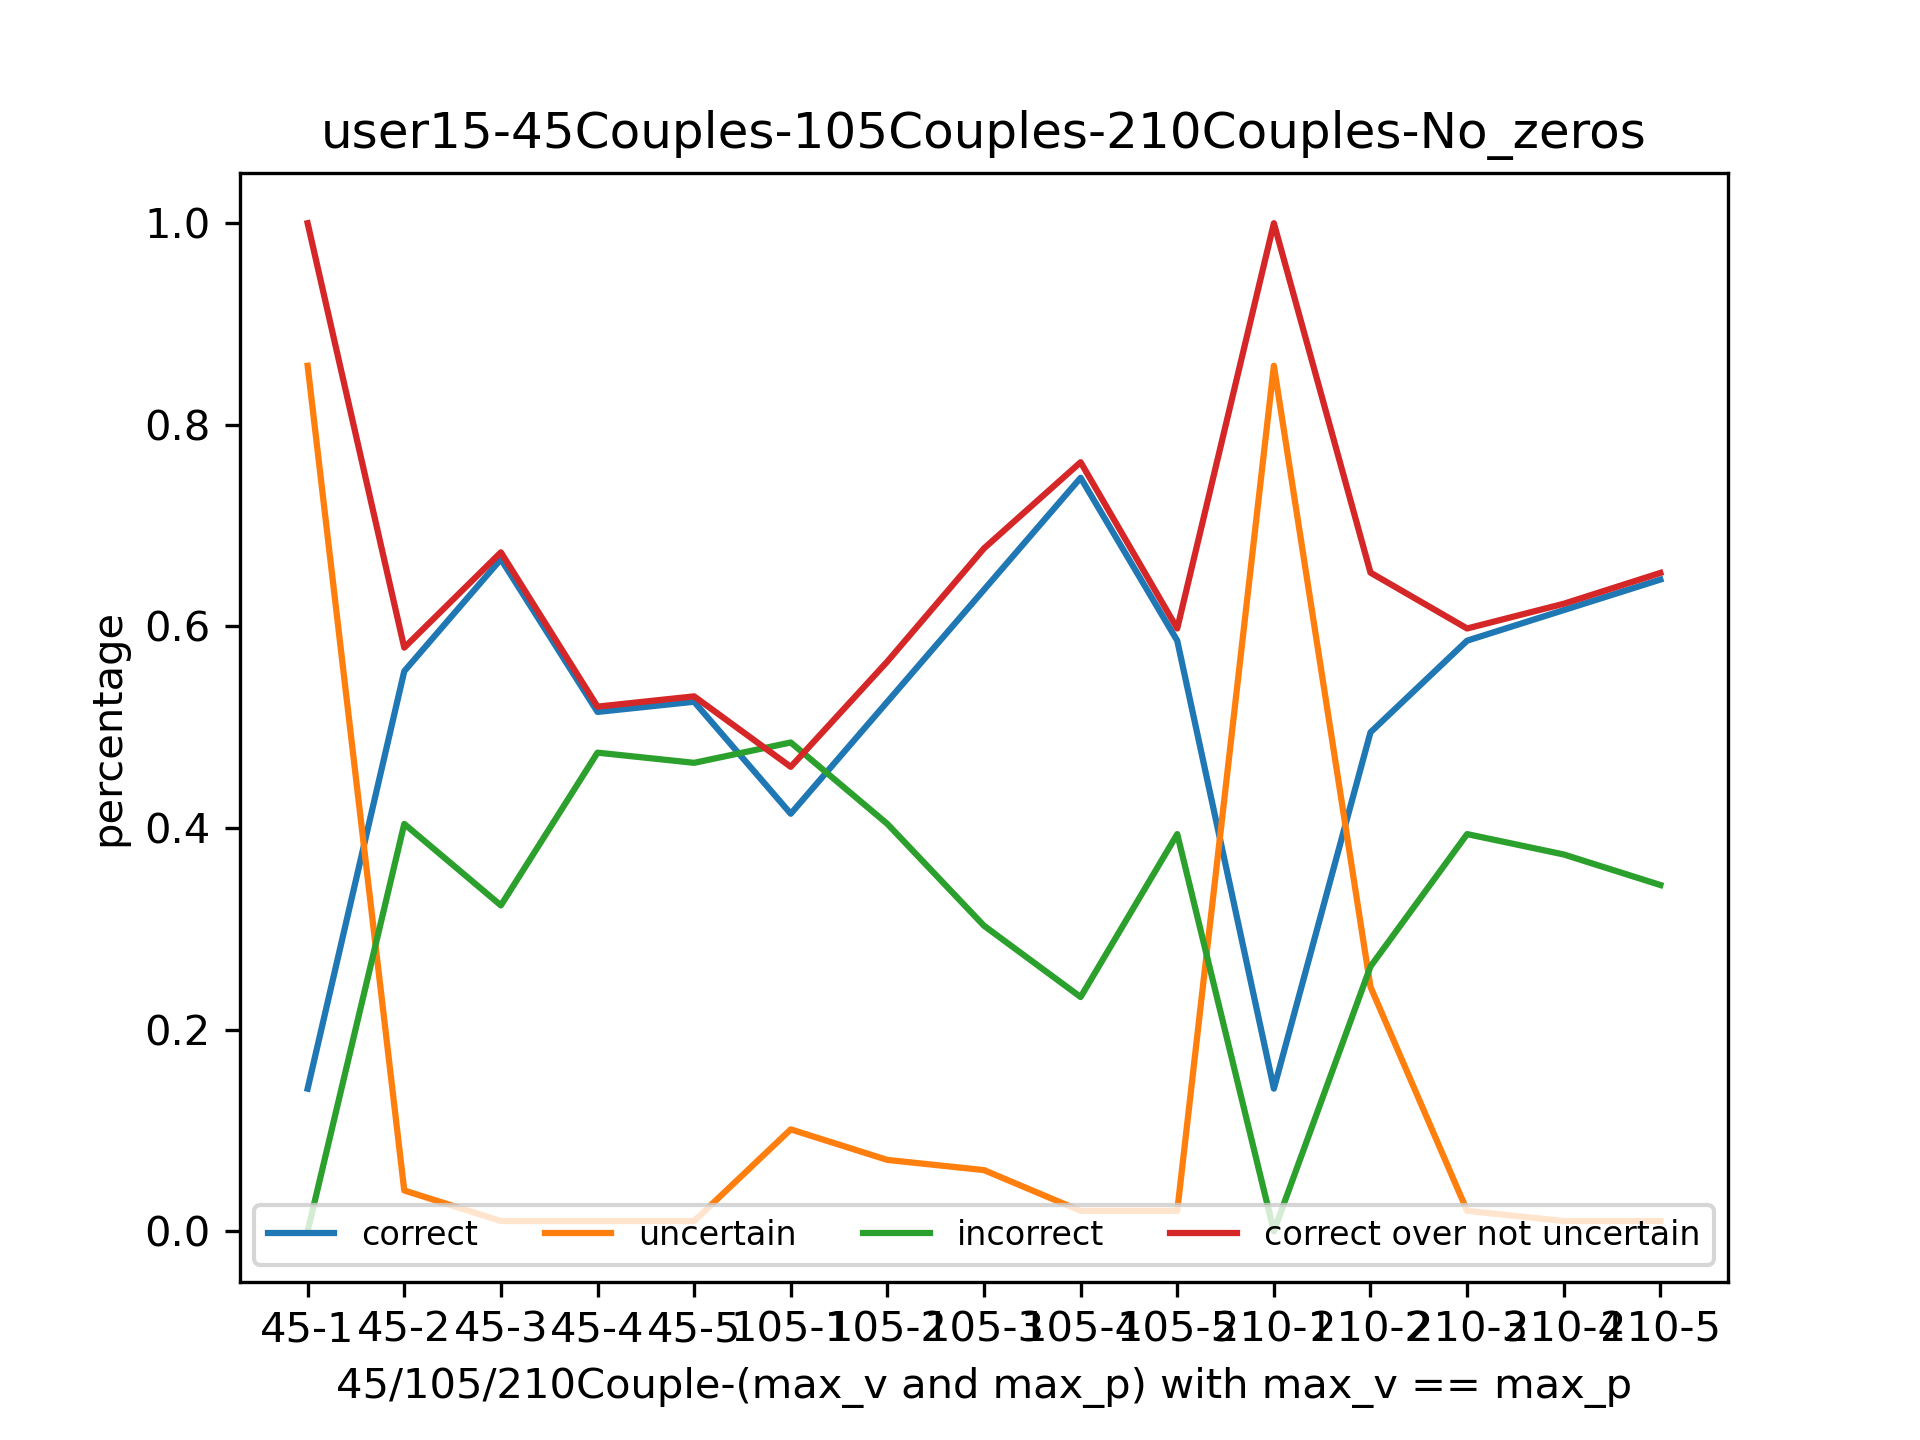 user15-45Couples-105Couples-210Couples-No_zeros
percentage
1.0
0.8
0.6
0.4
0.2
0.0
correct uncertain incorrect correct over not uncertain
45-1 45-2 45-3 45-4 45-5 105-1 105-2 105-3 105-4 105-5 210-1 210-2 210-3 210-4 210-5
45/105/210Couple-(max_v and max_p) with max_v == max_p